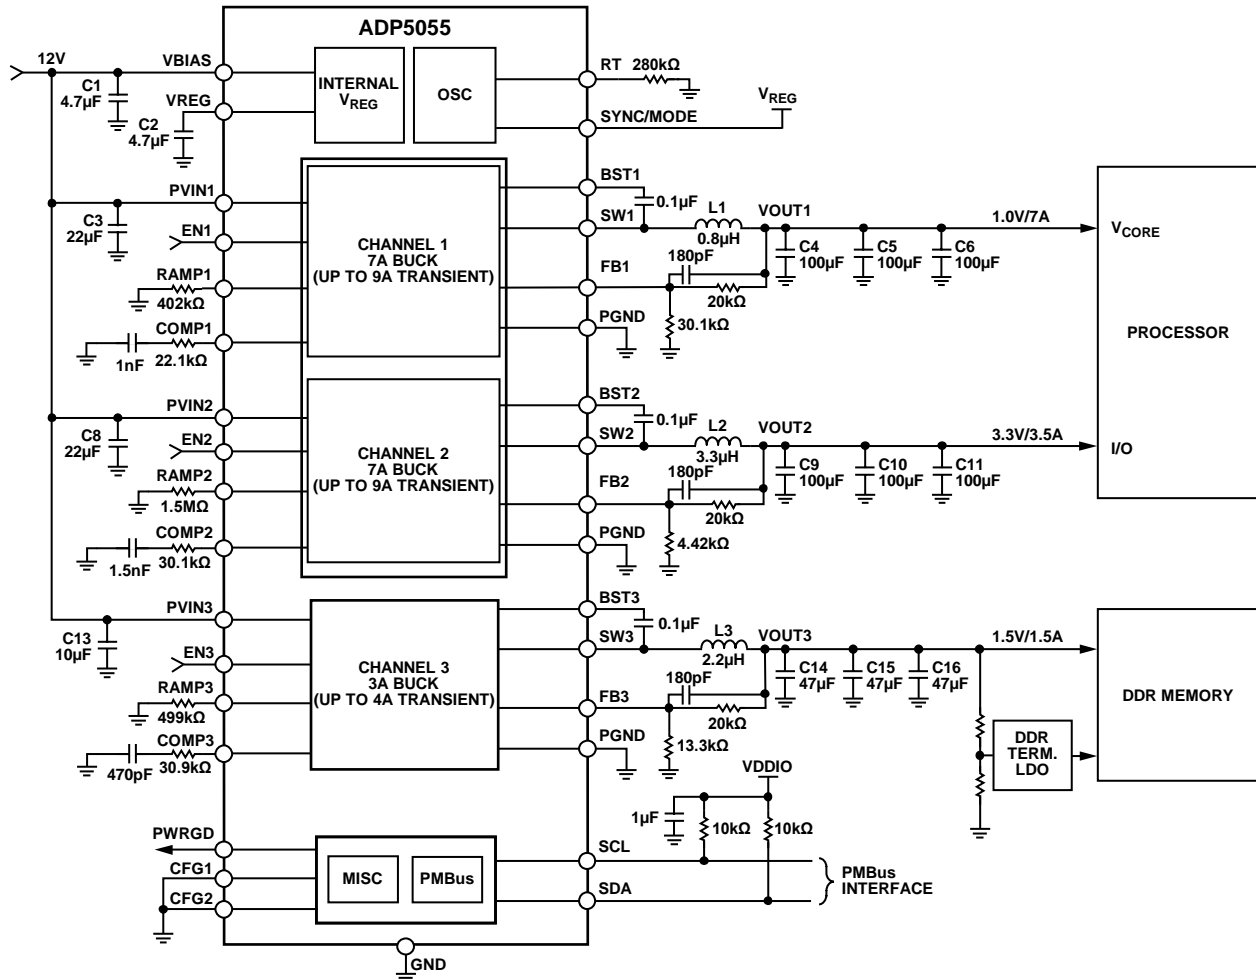 ADP5055
12V
VBIAS
C1
4.7µF
VREG
C2
4.7µF
INTERNAL
VREG
OSC
RT 280kΩ
SYNC/MODE
VREG
PVIN1
C3
22µF
EN1
RAMP1
402kΩ
COMP1
1nF 22.1kΩ
CHANNEL 1
7A BUCK
(UP TO 9A TRANSIENT)
BST1
0.1µF
SW1
L1
0.8µH
VOUT1
1.0V/7A
C4
100µF
C5
100µF
C6
100µF
FB1
180pF
20kΩ
30.1kΩ
PGND
VCORE
PROCESSOR
I/O
PVIN2
C8
22µF
EN2
RAMP2
1.5MΩ
COMP2
1.5nF 30.1kΩ
CHANNEL 2
7A BUCK
(UP TO 9A TRANSIENT)
BST2
0.1µF
SW2
L2
3.3µH
VOUT2
3.3V/3.5A
C9
100µF
C10
100µF
C11
100µF
FB2
180pF
20kΩ
4.42kΩ
PGND
PVIN3
C13
10µF
EN3
RAMP3
499kΩ
COMP3
470pF 30.9kΩ
CHANNEL 3
3A BUCK
(UP TO 4A TRANSIENT)
BST3
0.1µF
SW3
L3
2.2µH
VOUT3
1.5V/1.5A
C14
47µF
C15
47µF
C16
47µF
FB3
180pF
20kΩ
13.3kΩ
PGND
DDR
TERM.
LDO
DDR MEMORY
VDDIO
1µF
10kΩ
10kΩ
PWRGD
CFG1
CFG2
MISC
PMBus
SCL
SDA
PMBus
INTERFACE
GND